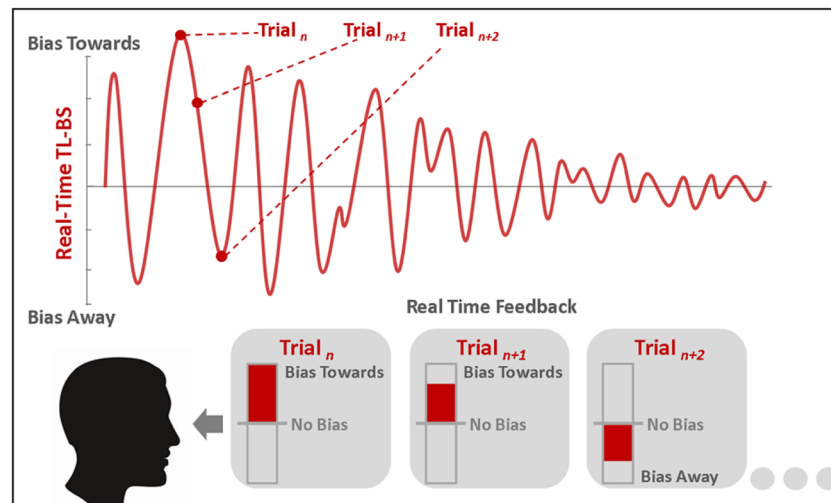 Bias Towards
Trial n
Trial n+1
Trial n+2
Real-Time TL-BS
Bias Away
Real Time Feedback
Trial n
Bias Towards
No Bias
Trial n+1
Bias Towards
No Bias
Trial n+2
No Bias
Bias Away